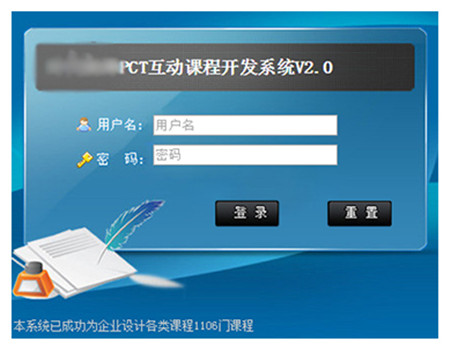 PCT互动课程开发系统V2.0
用户名: 用户名
密 码: 密码
登 录 重 置
本系统已成功为企业设计各类课程1106门课程